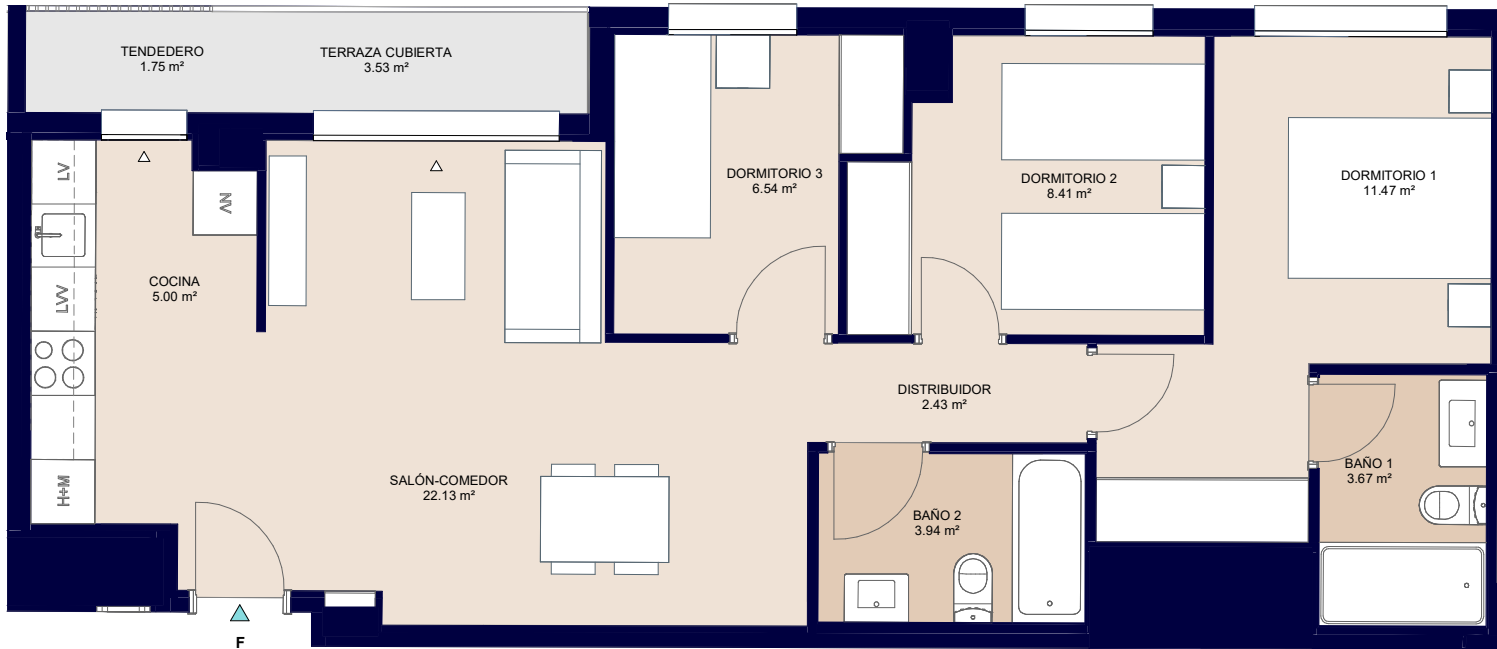 TENDEDERO
1.75 m²
TERRAZA CUBIERTA
3.53 m²
LV
AN
LVV
H+M
COCINA
5.00 m²
DORMITORIO 3
6.54 m²
DORMITORIO 2
8.41 m²
DORMITORIO 1
11.47 m²
DISTRIBUIDOR
2.43 m²
SALÓN-COMEDOR
22.13 m²
BAÑO 2
3.94 m²
BAÑO 1
3.67 m²
F